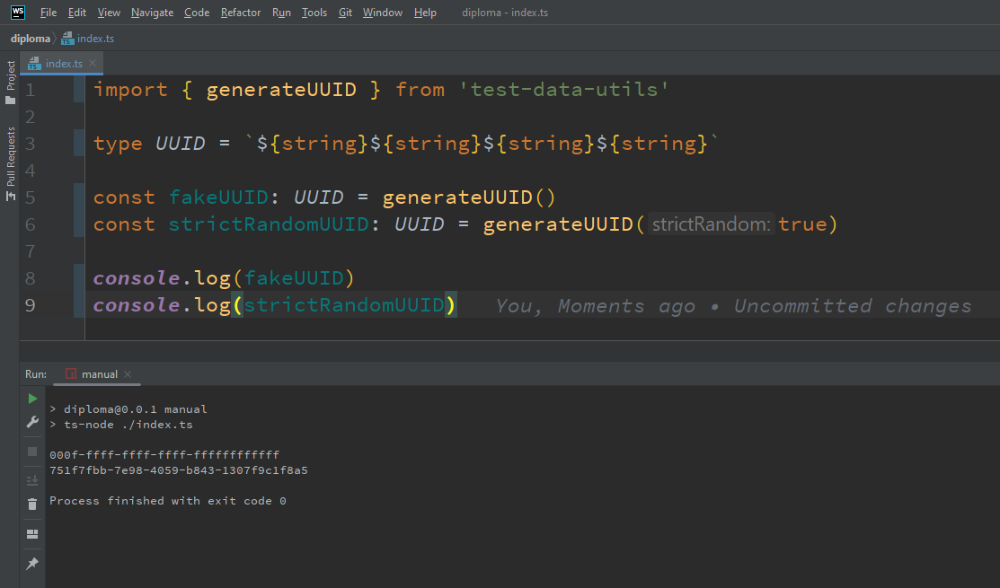 WS File Edit View Navigate Code Refactor Run Tools Git Window Help diploma - index.ts
diploma index.ts
index.ts
Project
Pull Requests
1 import { generateUUID } from 'test-data-utils'
2
3 type UUID = `${string}${string}${string}${string}`
4
5 const fakeUUID: UUID = generateUUID()
6 const strictRandomUUID: UUID = generateUUID( strictRandom: true)
7
8 console.log(fakeUUID)
9 console.log(strictRandomUUID) You, Moments ago • Uncommitted changes
Run: manual
> diploma@0.0.1 manual
> ts-node ./index.ts
000f-ffff-ffff-ffff-ffffffffffff
751f7fbb-7e98-4059-b843-1307f9c1f8a5
Process finished with exit code 0